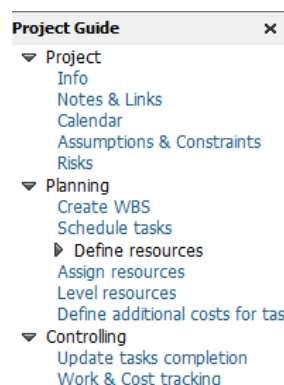 Project Guide
Project
Info
Notes & Links
Calendar
Assumptions & Constraints
Risks
Planning
Create WBS
Schedule tasks
Define resources
Assign resources
Level resources
Define additional costs for tas
Controlling
Update tasks completion
Work & Cost tracking